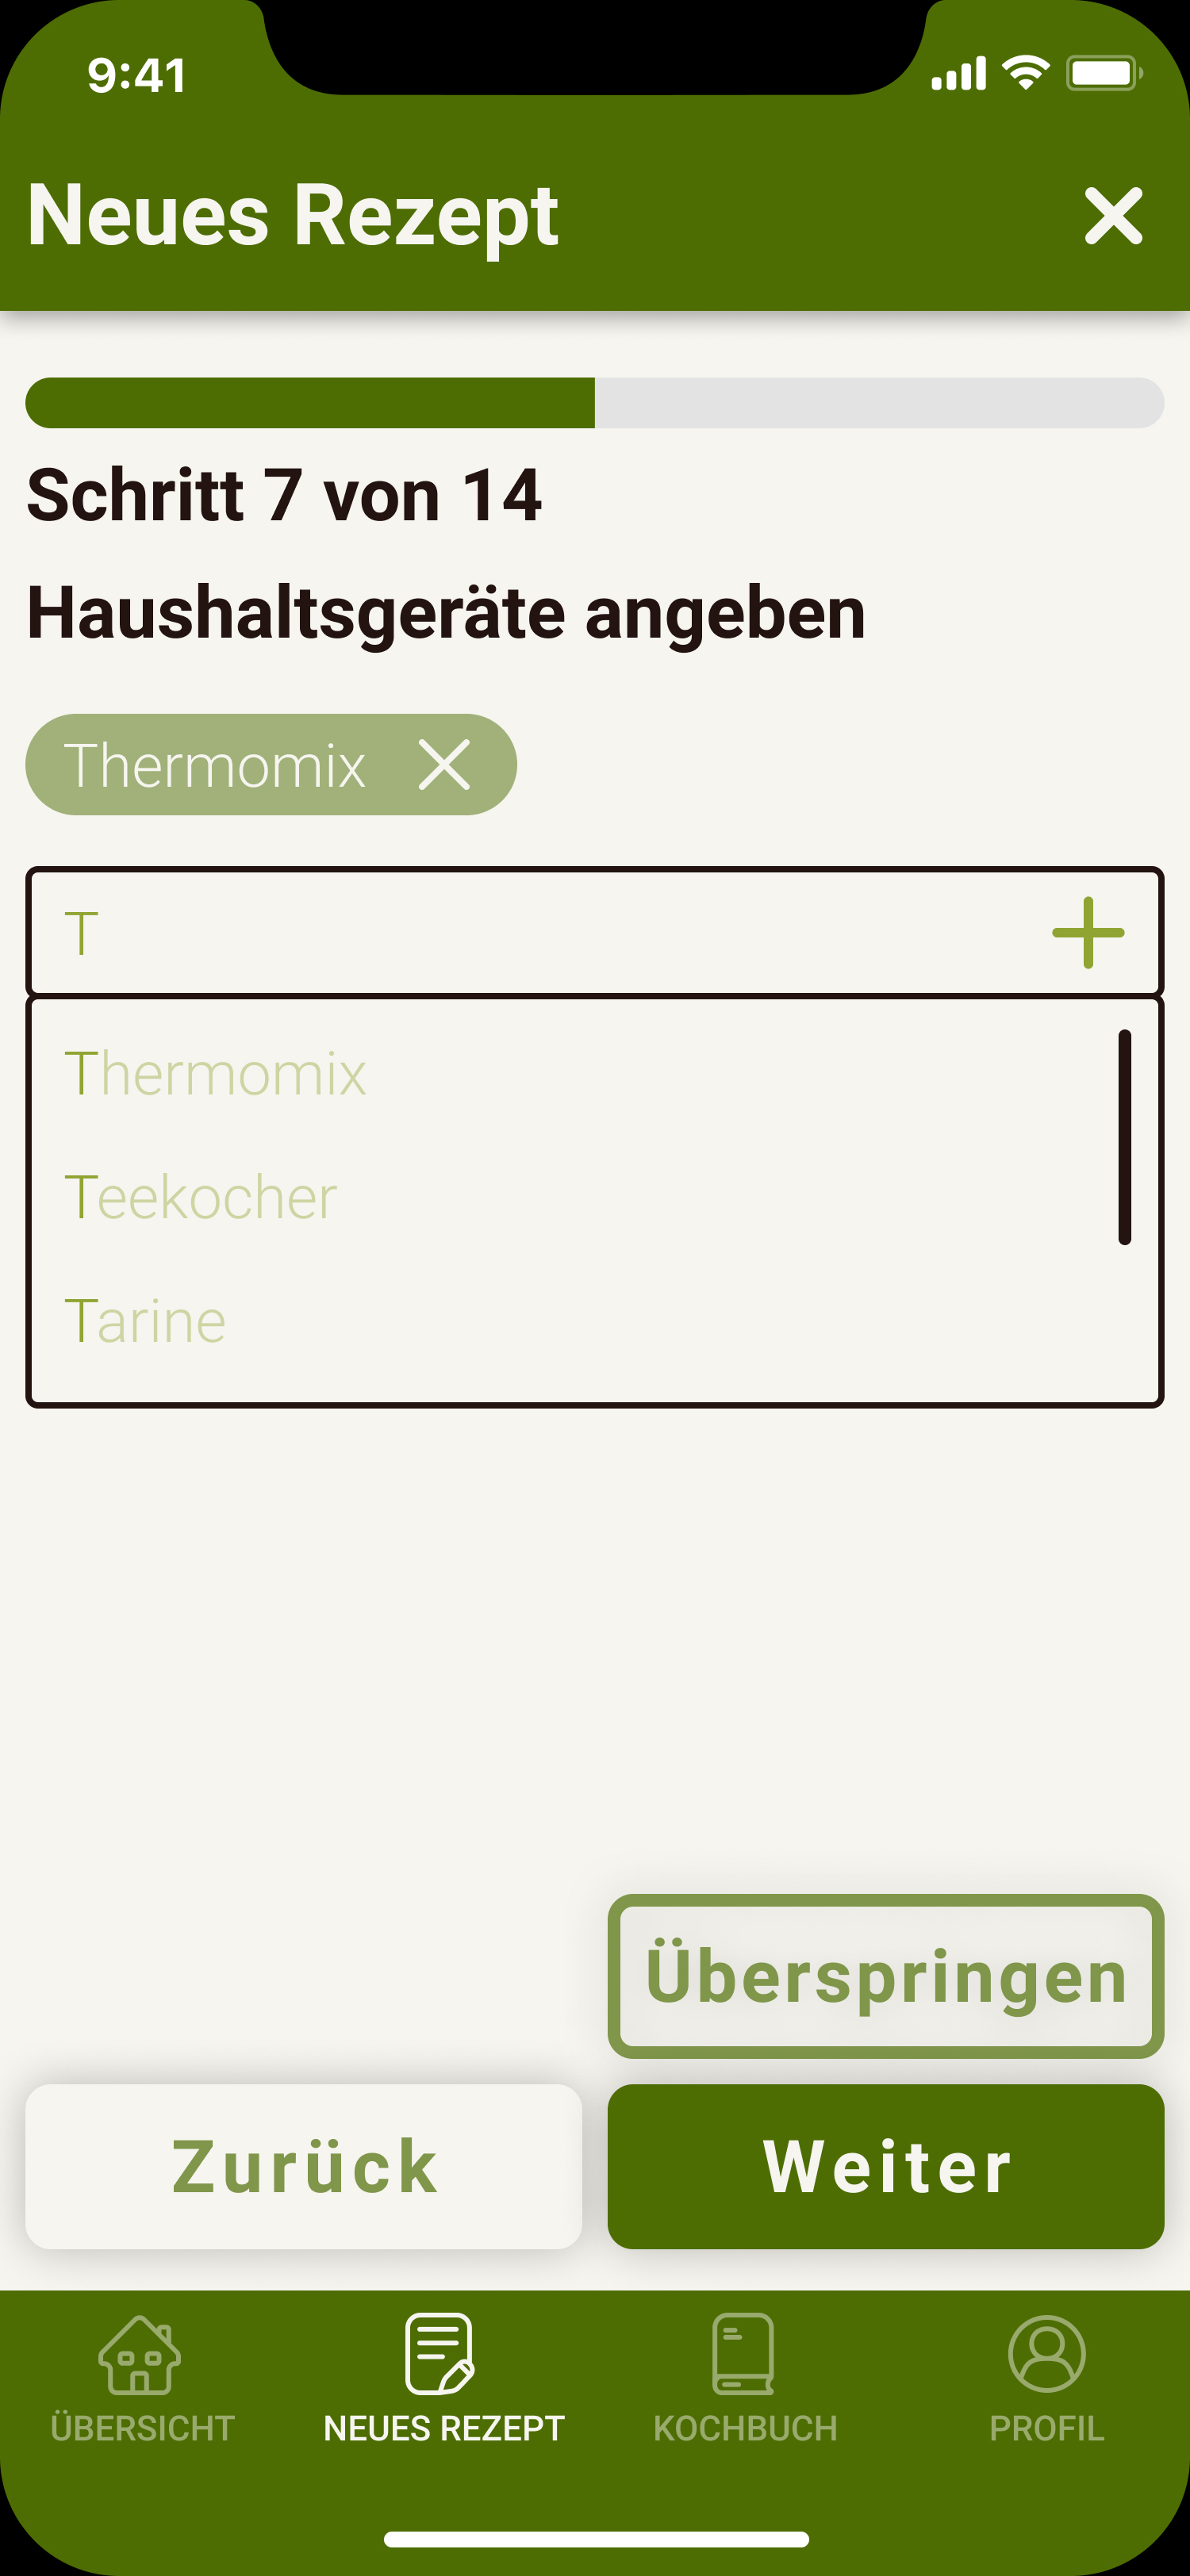 9:41
Neues Rezept
Schritt 7 von 14
Haushaltsgeräte angeben
Thermomix
T
Thermomix
Teekocher
Tarine
Überspringen
Zurück
Weiter
ÜBERSICHT
NEUES REZEPT
KOCHBUCH
PROFIL